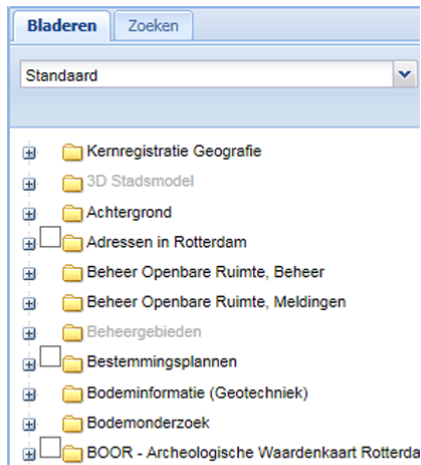 Bladeren Zoeken
Standaard
Kernregistratie Geografie
3D Stadsmodel
Achtergrond
Adressen in Rotterdam
Beheer Openbare Ruimte, Beheer
Beheer Openbare Ruimte, Meldingen
Beheergebieden
Bestemmingsplannen
Bodeminformatie (Geotechniek)
Bodemonderzoek
BOOR - Archeologische Waardenkaart Rotterda